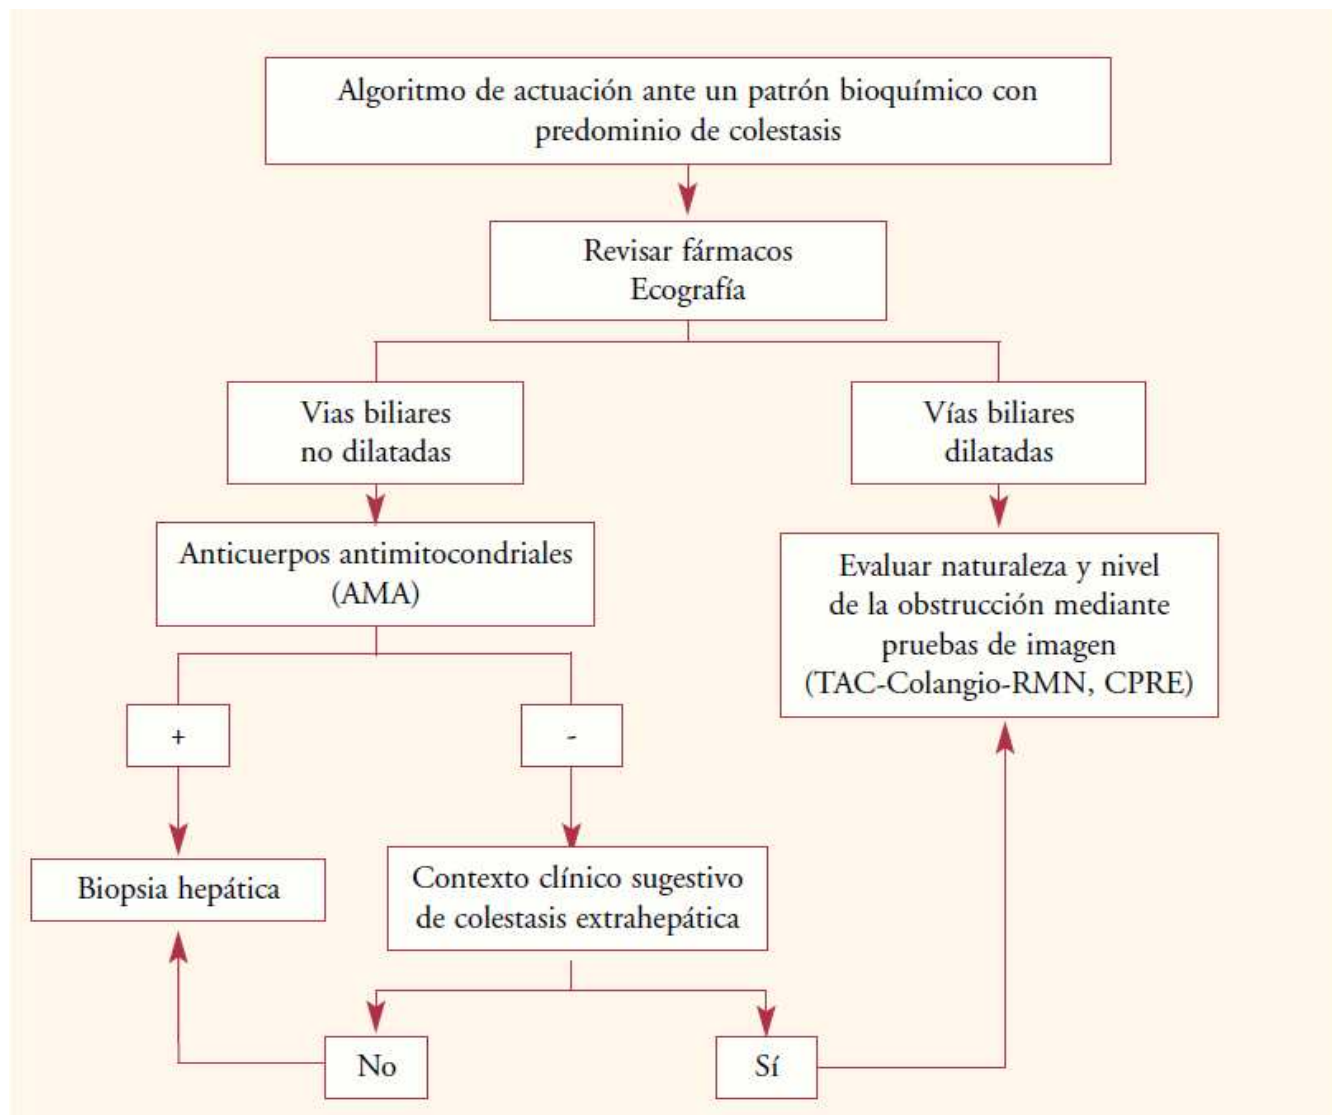 Algoritmo de actuación ante un patrón bioquímico con
predominio de colestasis
Revisar fármacos
Ecografía
Vias biliares
no dilatadas
Vías biliares
dilatadas
Anticuerpos antimitocondriales
(AMA)
Evaluar naturaleza y nivel
de la obstrucción mediante
pruebas de imagen
(TAC-Colangio-RMN, CPRE)
+
-
Biopsia hepática
Contexto clínico sugestivo
de colestasis extrahepática
No
Sí